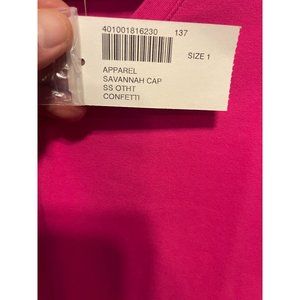 401001816230 137
SIZE 1
APPAREL
SAVANNAH CAP
SS OTHT
CONFETTI